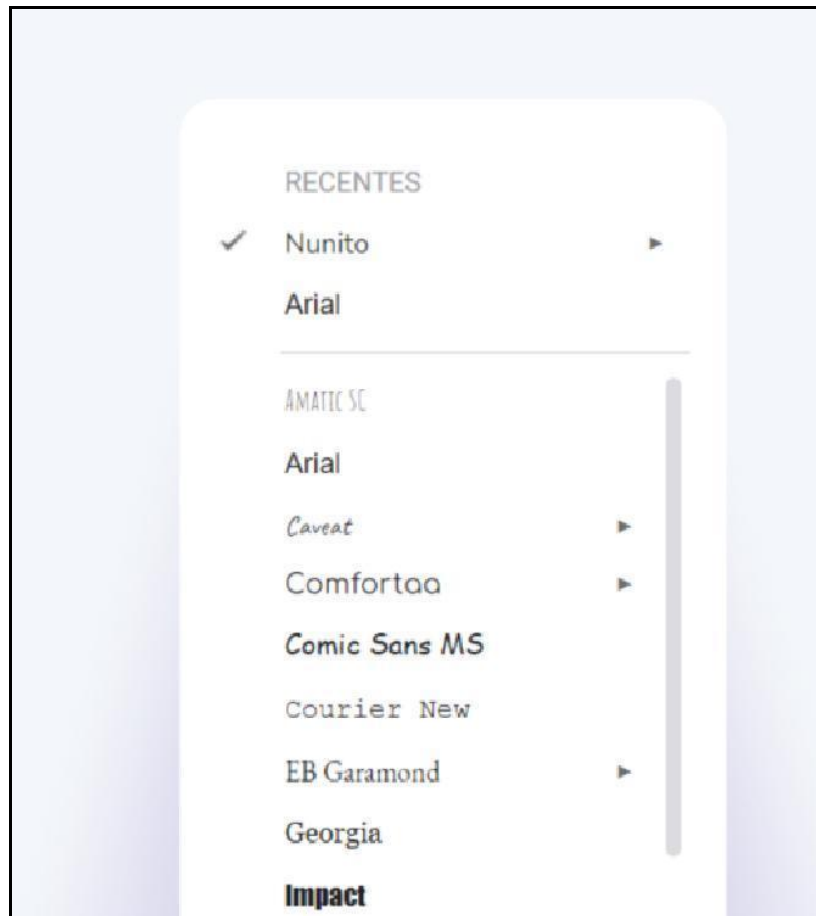 RECENTES
Nunito
Arial
Amatic SC
Arial
Caveat
Comfortaa
Comic Sans MS
Courier New
EB Garamond
Georgia
Impact